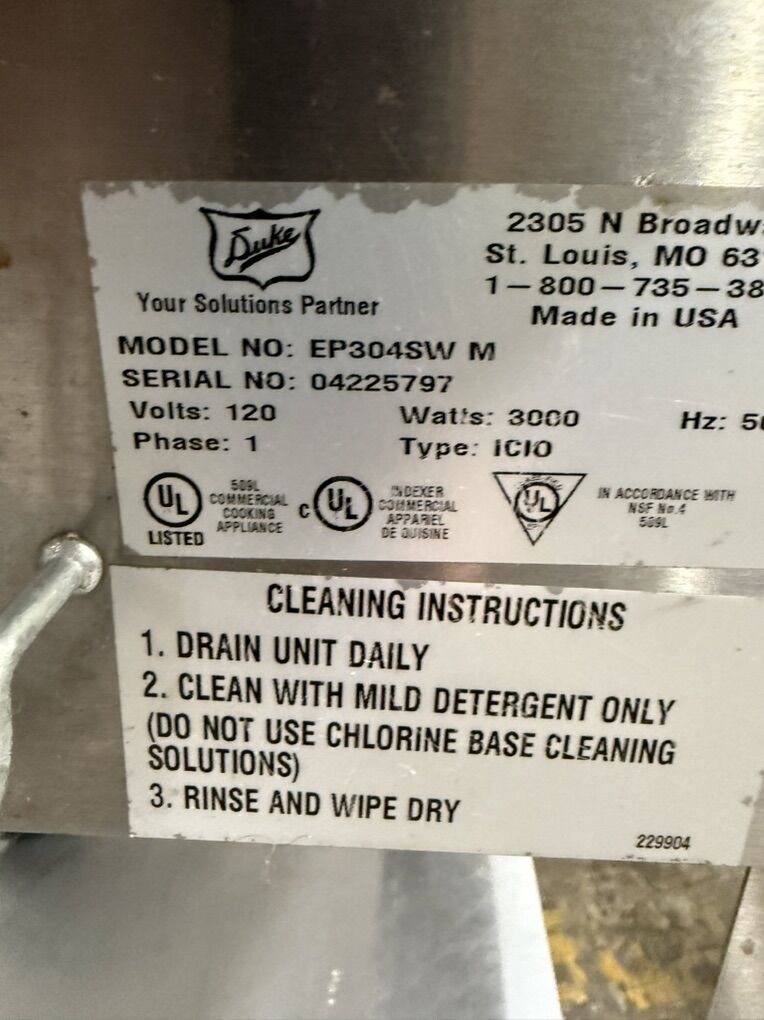 Duke
Your Solutions Partner
2305 N Broadw
St. Louis, MO 63
1-800-735-38
Made in USA
MODEL NO: EP304SW M
SERIAL NO: 04225797
Volts: 120 Watts: 3000 Hz: 5
Phase: 1 Type: ICIO
UL
LISTED
509L
COMMERCIAL
COOKING
APPLIANCE
C UL
INDEXER
COMMERCIAL
APPARIEL
DE QUISINE
UL
IN ACCORDANCE WITH
NSF No.4
509L
CLEANING INSTRUCTIONS
1. DRAIN UNIT DAILY
2. CLEAN WITH MILD DETERGENT ONLY
(DO NOT USE CHLORINE BASE CLEANING
SOLUTIONS)
3. RINSE AND WIPE DRY
229904